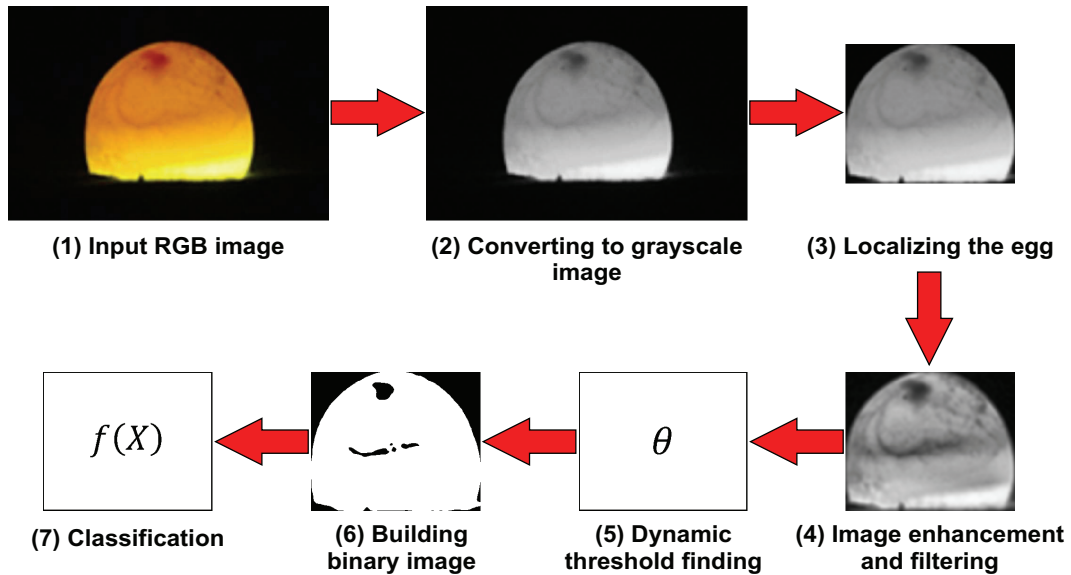 (1) Input RGB image
(2) Converting to grayscale
image
(3) Localizing the egg
(4) Image enhancement
and filtering
θ
(5) Dynamic
threshold finding
(6) Building
binary image
f(X)
(7) Classification